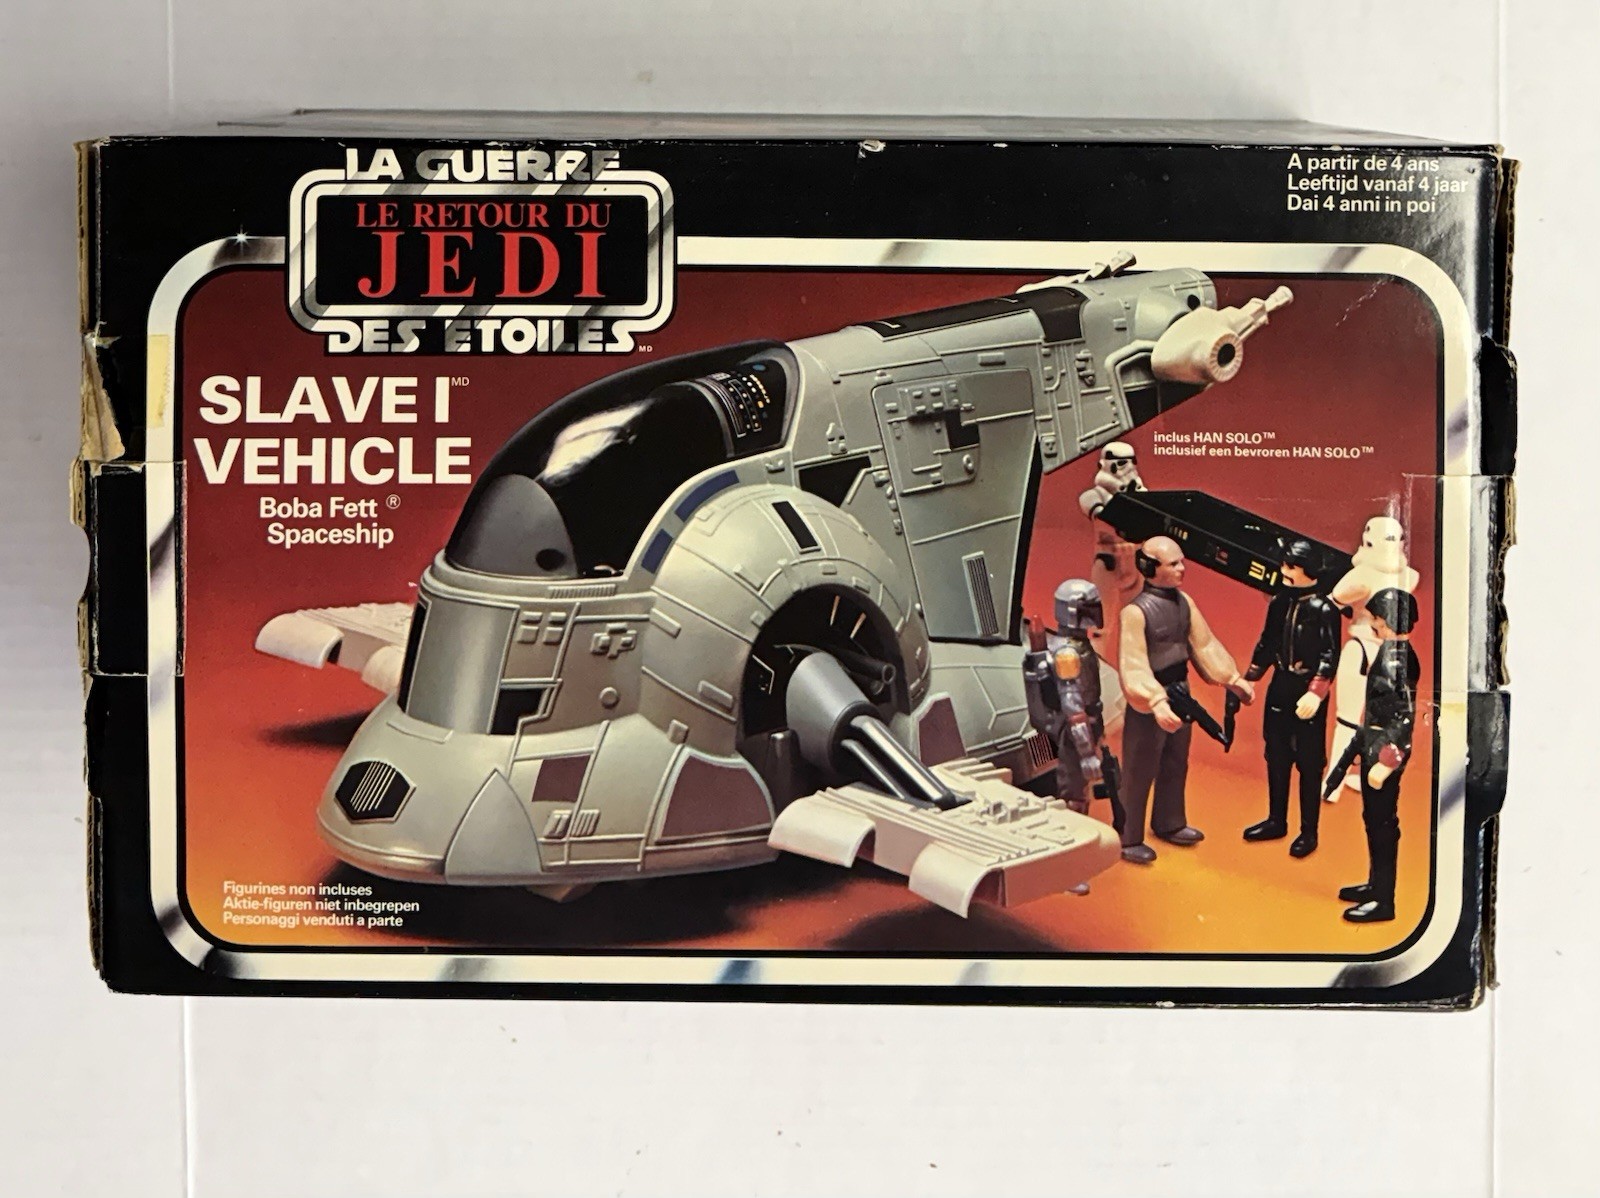 LA GUERRE
LE RETOUR DU
JEDI
DES ETOILES MD
A partir de 4 ans
Leeftijd vanaf 4 jaar
Dai 4 anni in poi
SLAVE I MD
VEHICLE
Boba Fett ®
Spaceship
inclus HAN SOLO™
inclusief een bevroren HAN SOLO™
Figurines non incluses
Aktie-figuren niet inbegrepen
Personaggi venduti a parte